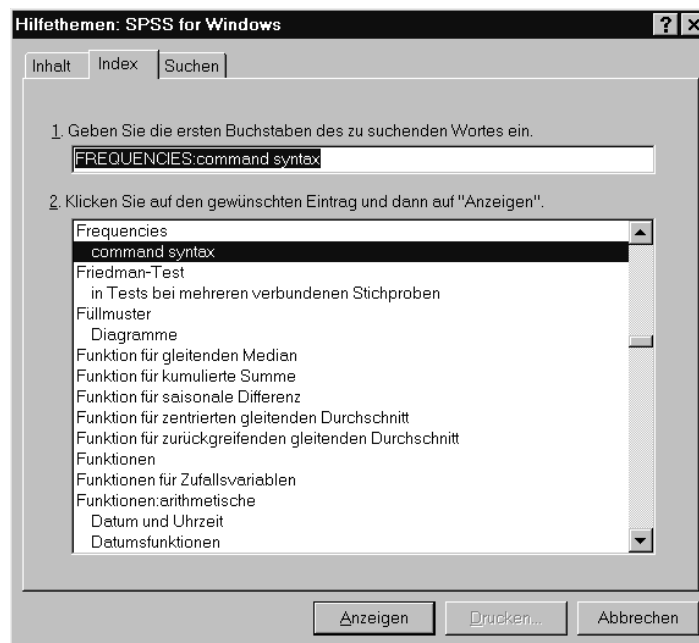 Hilfethemen: SPSS for Windows
Inhalt Index Suchen
1. Geben Sie die ersten Buchstaben des zu suchenden Wortes ein.
FREQUENCIES:command syntax
2. Klicken Sie auf den gewünschten Eintrag und dann auf "Anzeigen".
Frequencies
command syntax
Friedman-Test
in Tests bei mehreren verbundenen Stichproben
Füllmuster
Diagramme
Funktion für gleitenden Median
Funktion für kumulierte Summe
Funktion für saisonale Differenz
Funktion für zentrierten gleitenden Durchschnitt
Funktion für zurückgreifenden gleitenden Durchschnitt
Funktionen
Funktionen für Zufallsvariablen
Funktionen:arithmetische
Datum und Uhrzeit
Datumsfunktionen
Anzeigen Drucken... Abbrechen